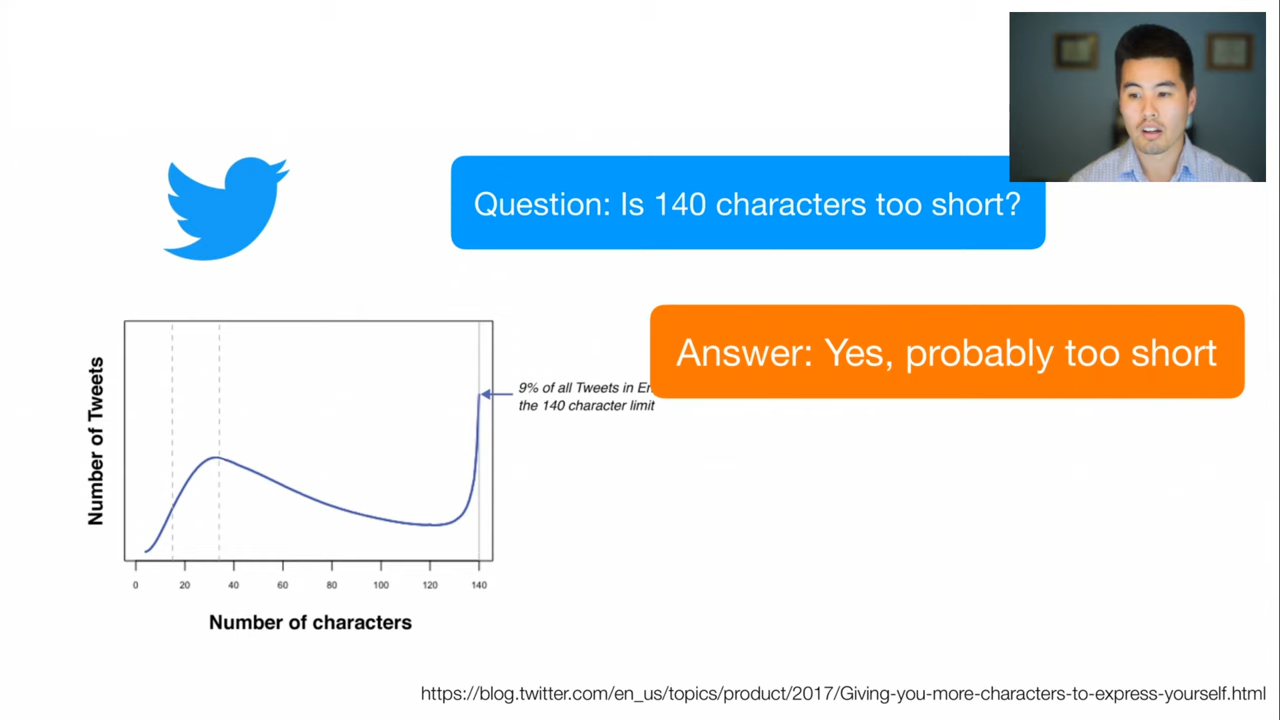 Question: Is 140 characters too short?
Answer: Yes, probably too short
9% of all Tweets in
the 140 character limit
Number of Tweets
0 20 40 60 80 100 120 140
Number of characters
https://blog.twitter.com/en_us/topics/product/2017/Giving-you-more-characters-to-express-yourself.html